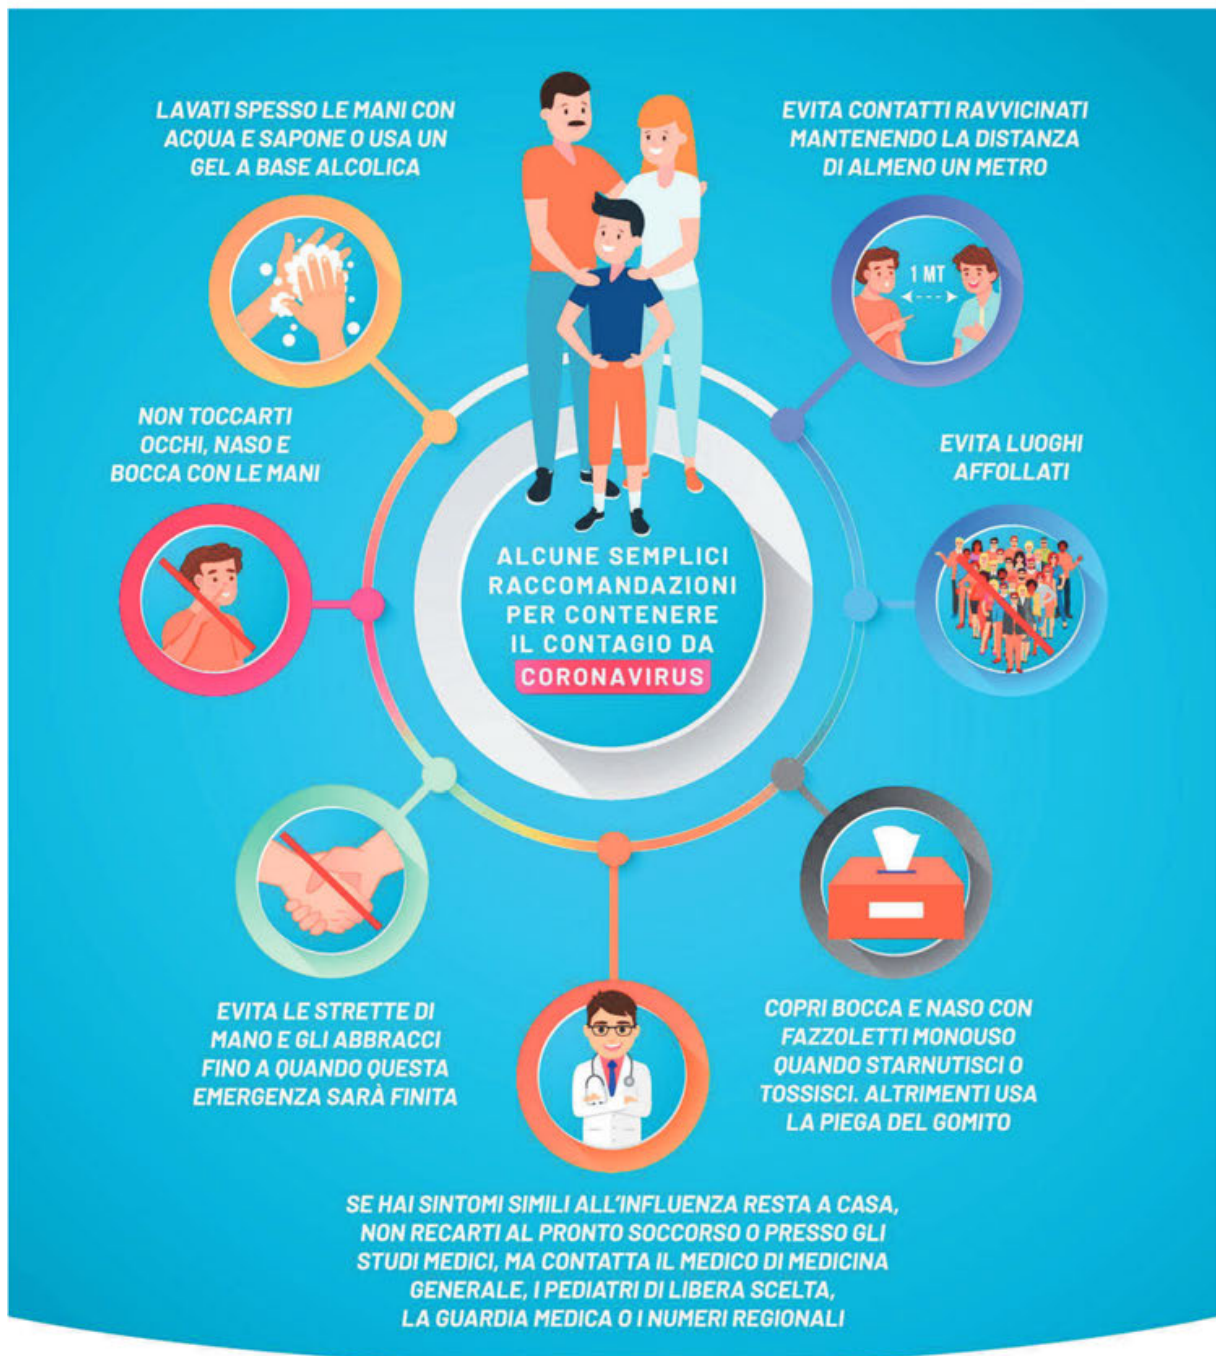 LAVATI SPESSO LE MANI CON
ACQUA E SAPONE O USA UN
GEL A BASE ALCOLICA
EVITA CONTATTI RAVVICINATI
MANTENENDO LA DISTANZA
DI ALMENO UN METRO
1 MT
NON TOCCARTI
OCCHI, NASO E
BOCCA CON LE MANI
EVITA LUOGHI
AFFOLLATI
ALCUNE SEMPLICI
RACCOMANDAZIONI
PER CONTENERE
IL CONTAGIO DA
CORONAVIRUS
EVITA LE STRETTE DI
MANO E GLI ABBRACCI
FINO A QUANDO QUESTA
EMERGENZA SARÀ FINITA
COPRI BOCCA E NASO CON
FAZZOLETTI MONOUSO
QUANDO STARNUTISCI O
TOSSISCI. ALTRIMENTI USA
LA PIEGA DEL GOMITO
SE HAI SINTOMI SIMILI ALL'INFLUENZA RESTA A CASA,
NON RECARTI AL PRONTO SOCCORSO O PRESSO GLI
STUDI MEDICI, MA CONTATTA IL MEDICO DI MEDICINA
GENERALE, I PEDIATRI DI LIBERA SCELTA,
LA GUARDIA MEDICA O I NUMERI REGIONALI